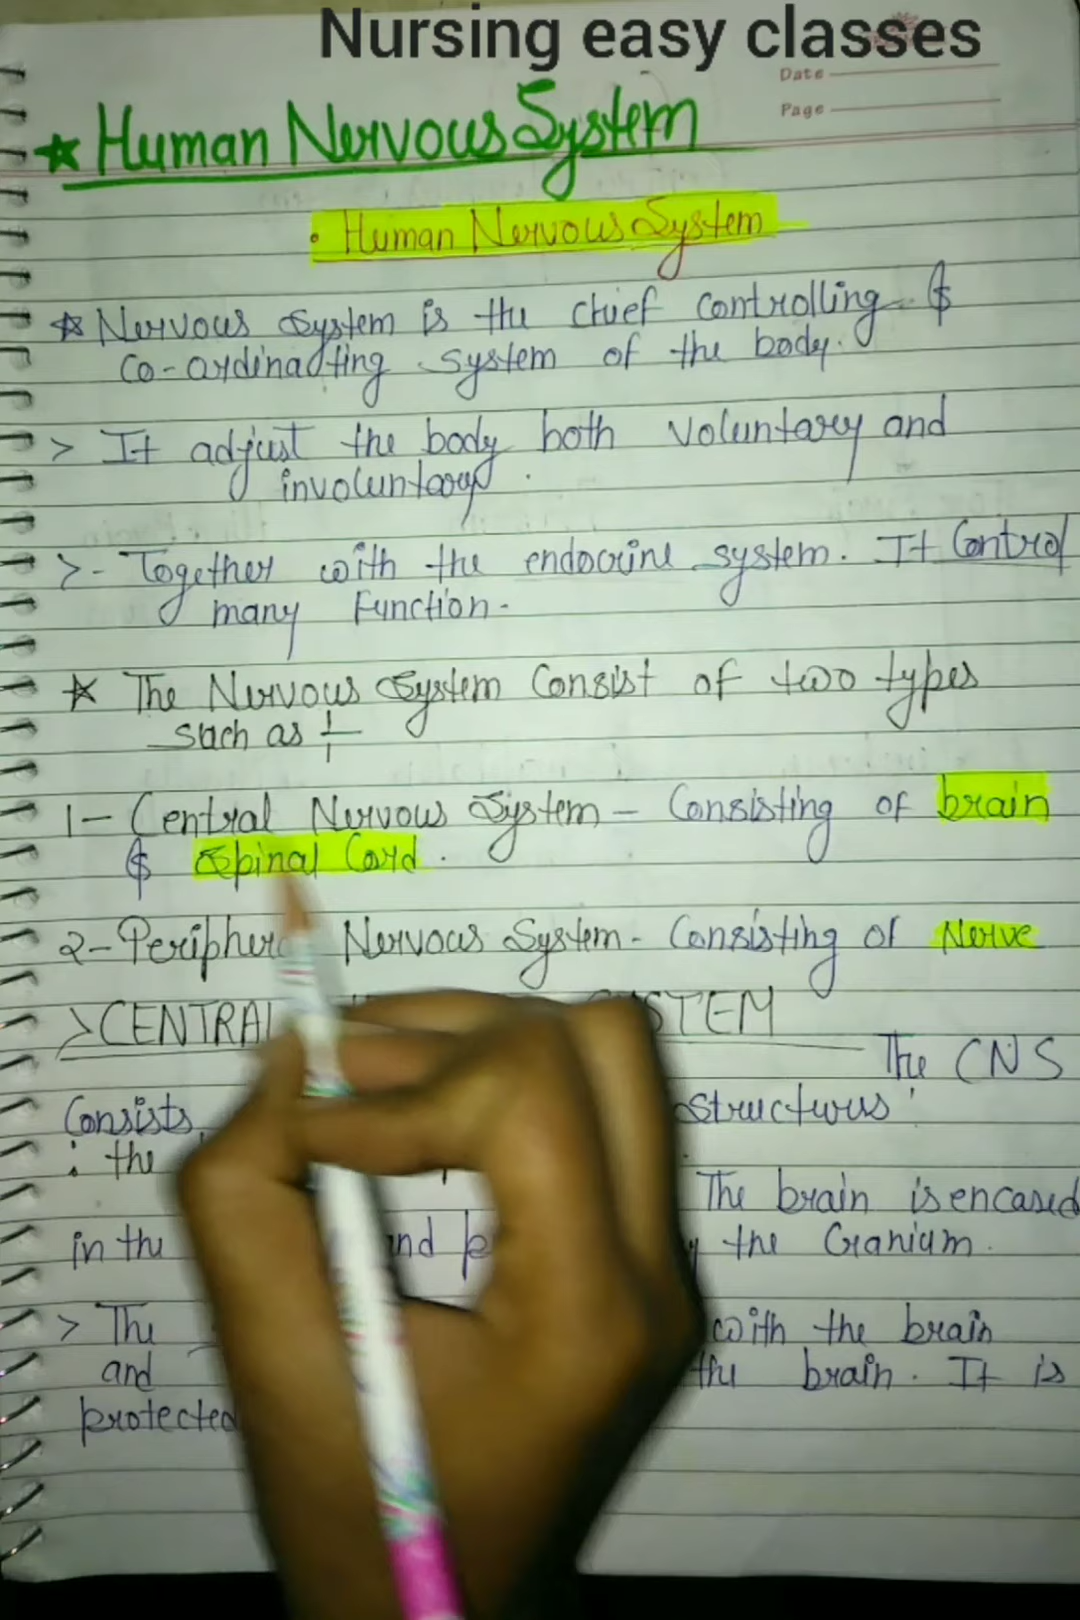 Nursing easy classes
Date
Page
Human Nervous System
• Human Nervous System
Nervous System is the chief controlling &
co-ordinadting system of the body.
> It adjust the body both voluntary and
involuntary.
>- Together with the endocrine system. It Control
many Function-
The Nervous System Consist of two types
such as
1- Central Nervous System - Consisting of brain
& Spinal Cord.
2- Peripher Nervous System - Consisting of Nerve
> CENTRAL STEM
The CNS
Consists structures
: the
The brain is encased
in the and the Cranium.
> The with the brain
and the brain. It is
protected